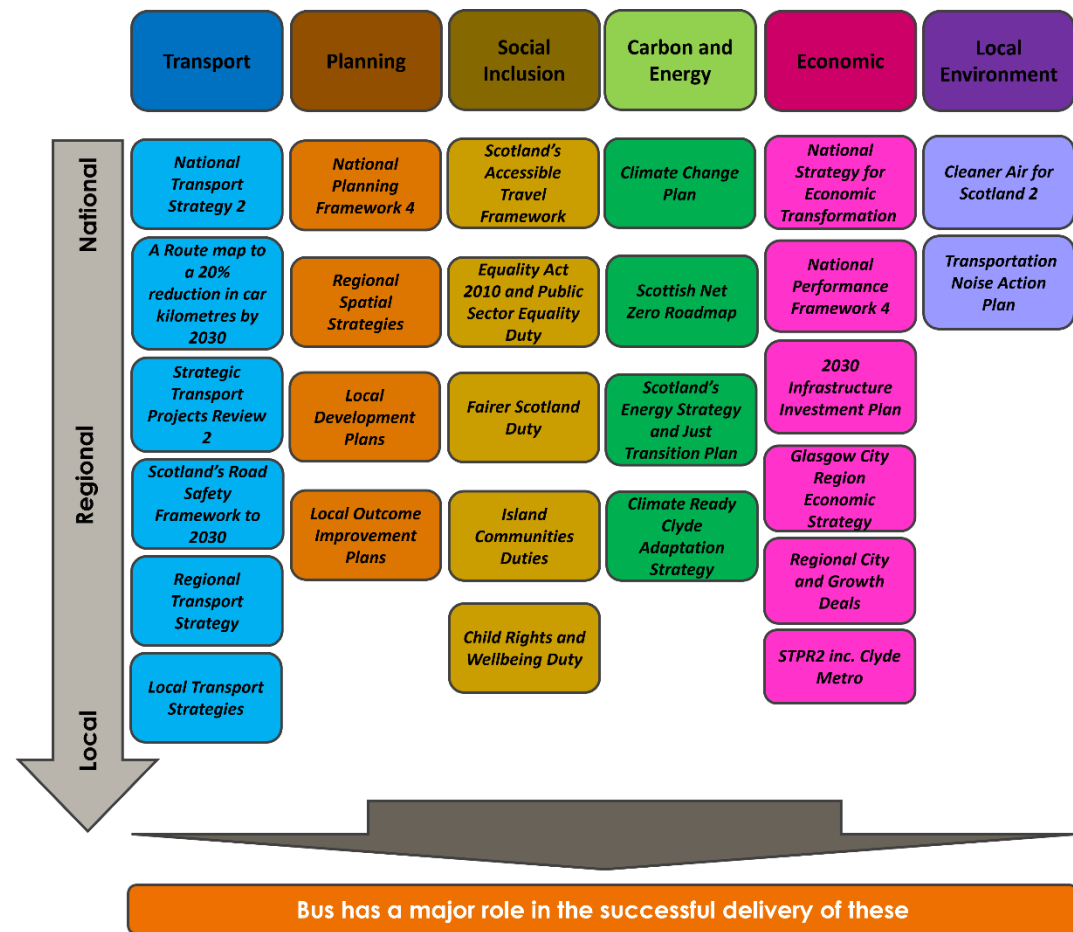 Transport
Planning
Social
Inclusion
Carbon and
Energy
Economic
Local
Environment
National
Regional
Local
National
Transport
Strategy 2
A Route map to
a 20%
reduction in car
kilometres by
2030
Strategic
Transport
Projects Review
2
Scotland's Road
Safety
Framework to
2030
Regional
Transport
Strategy
Local Transport
Strategies
National
Planning
Framework 4
Regional
Spatial
Strategies
Local
Development
Plans
Local Outcome
Improvement
Plans
Scotland's
Accessible
Travel
Framework
Equality Act
2010 and Public
Sector Equality
Duty
Fairer Scotland
Duty
Island
Communities
Duties
Child Rights and
Wellbeing Duty
Climate Change
Plan
Scottish Net
Zero Roadmap
Scotland's
Energy Strategy
and Just
Transition Plan
Climate Ready
Clyde
Adaptation
Strategy
National
Strategy for
Economic
Transformation
National
Performance
Framework 4
2030
Infrastructure
Investment Plan
Glasgow City
Region
Economic
Strategy
Regional City
and Growth
Deals
STPR2 inc. Clyde
Metro
Cleaner Air for
Scotland 2
Transportation
Noise Action
Plan
Bus has a major role in the successful delivery of these